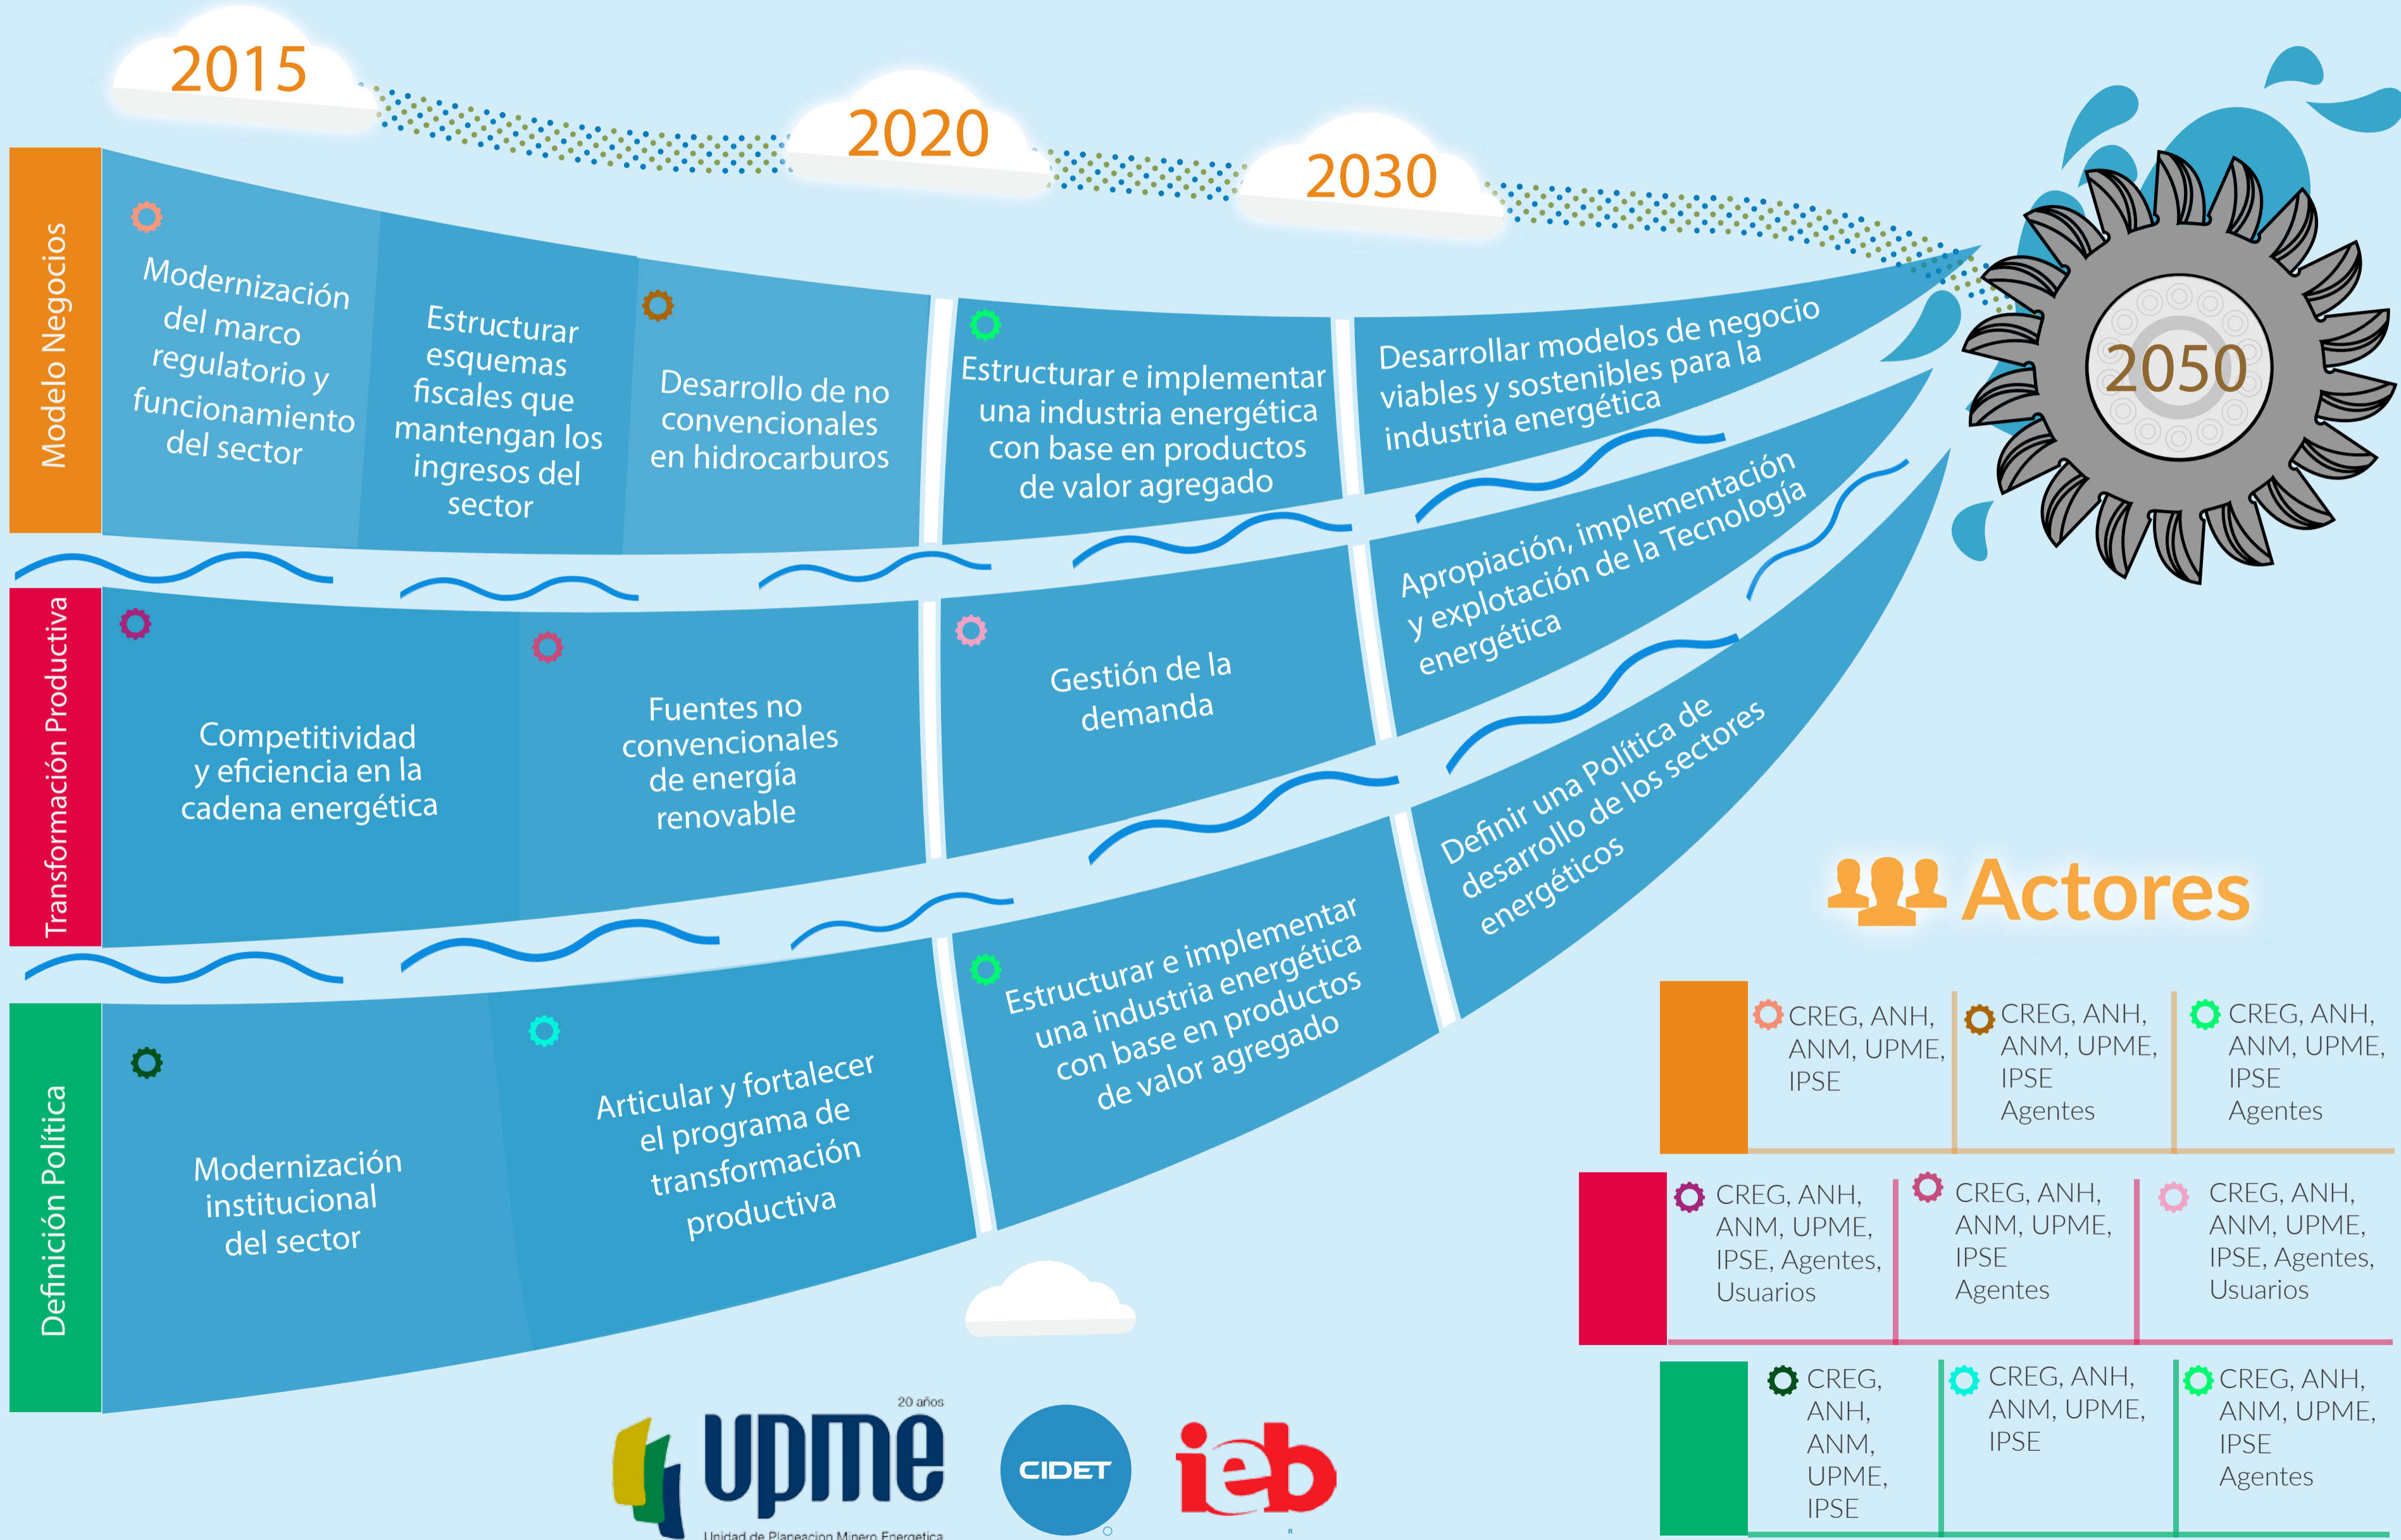 2015
2020
2030
2050
Modelo Negocios
Modernización
del marco
regulatorio y
funcionamiento
del sector
Estructurar
esquemas
fiscales que
mantengan los
ingresos del
sector
Desarrollo de no
convencionales
en hidrocarburos
Estructurar e implementar
una industria energética
con base en productos
de valor agregado
Desarrollar modelos de negocio
viables y sostenibles para la
industria energética
Transformación Productiva
Competitividad
y eficiencia en la
cadena energética
Fuentes no
convencionales
de energía
renovable
Gestión de la
demanda
Apropiación, implementación
y explotación de la Tecnología
energética
Definición Política
Modernización
institucional
del sector
Articular y fortalecer
el programa de
transformación
productiva
Estructurar e implementar
una industria energética
con base en productos
de valor agregado
Definir una Política de
desarrollo de los sectores
energéticos
Actores
CREG, ANH,
ANM, UPME,
IPSE
CREG, ANH,
ANM, UPME,
IPSE
Agentes
CREG, ANH,
ANM, UPME,
IPSE
Agentes
CREG, ANH,
ANM, UPME,
IPSE, Agentes,
Usuarios
CREG, ANH,
ANM, UPME,
IPSE
Agentes
CREG, ANH,
ANM, UPME,
IPSE, Agentes,
Usuarios
CREG,
ANH,
ANM,
UPME,
IPSE
CREG, ANH,
ANM, UPME,
IPSE
CREG, ANH,
ANM, UPME,
IPSE
Agentes
20 años
upme
Unidad de Planeacion Minero Energetica
CIDET
ieb
R